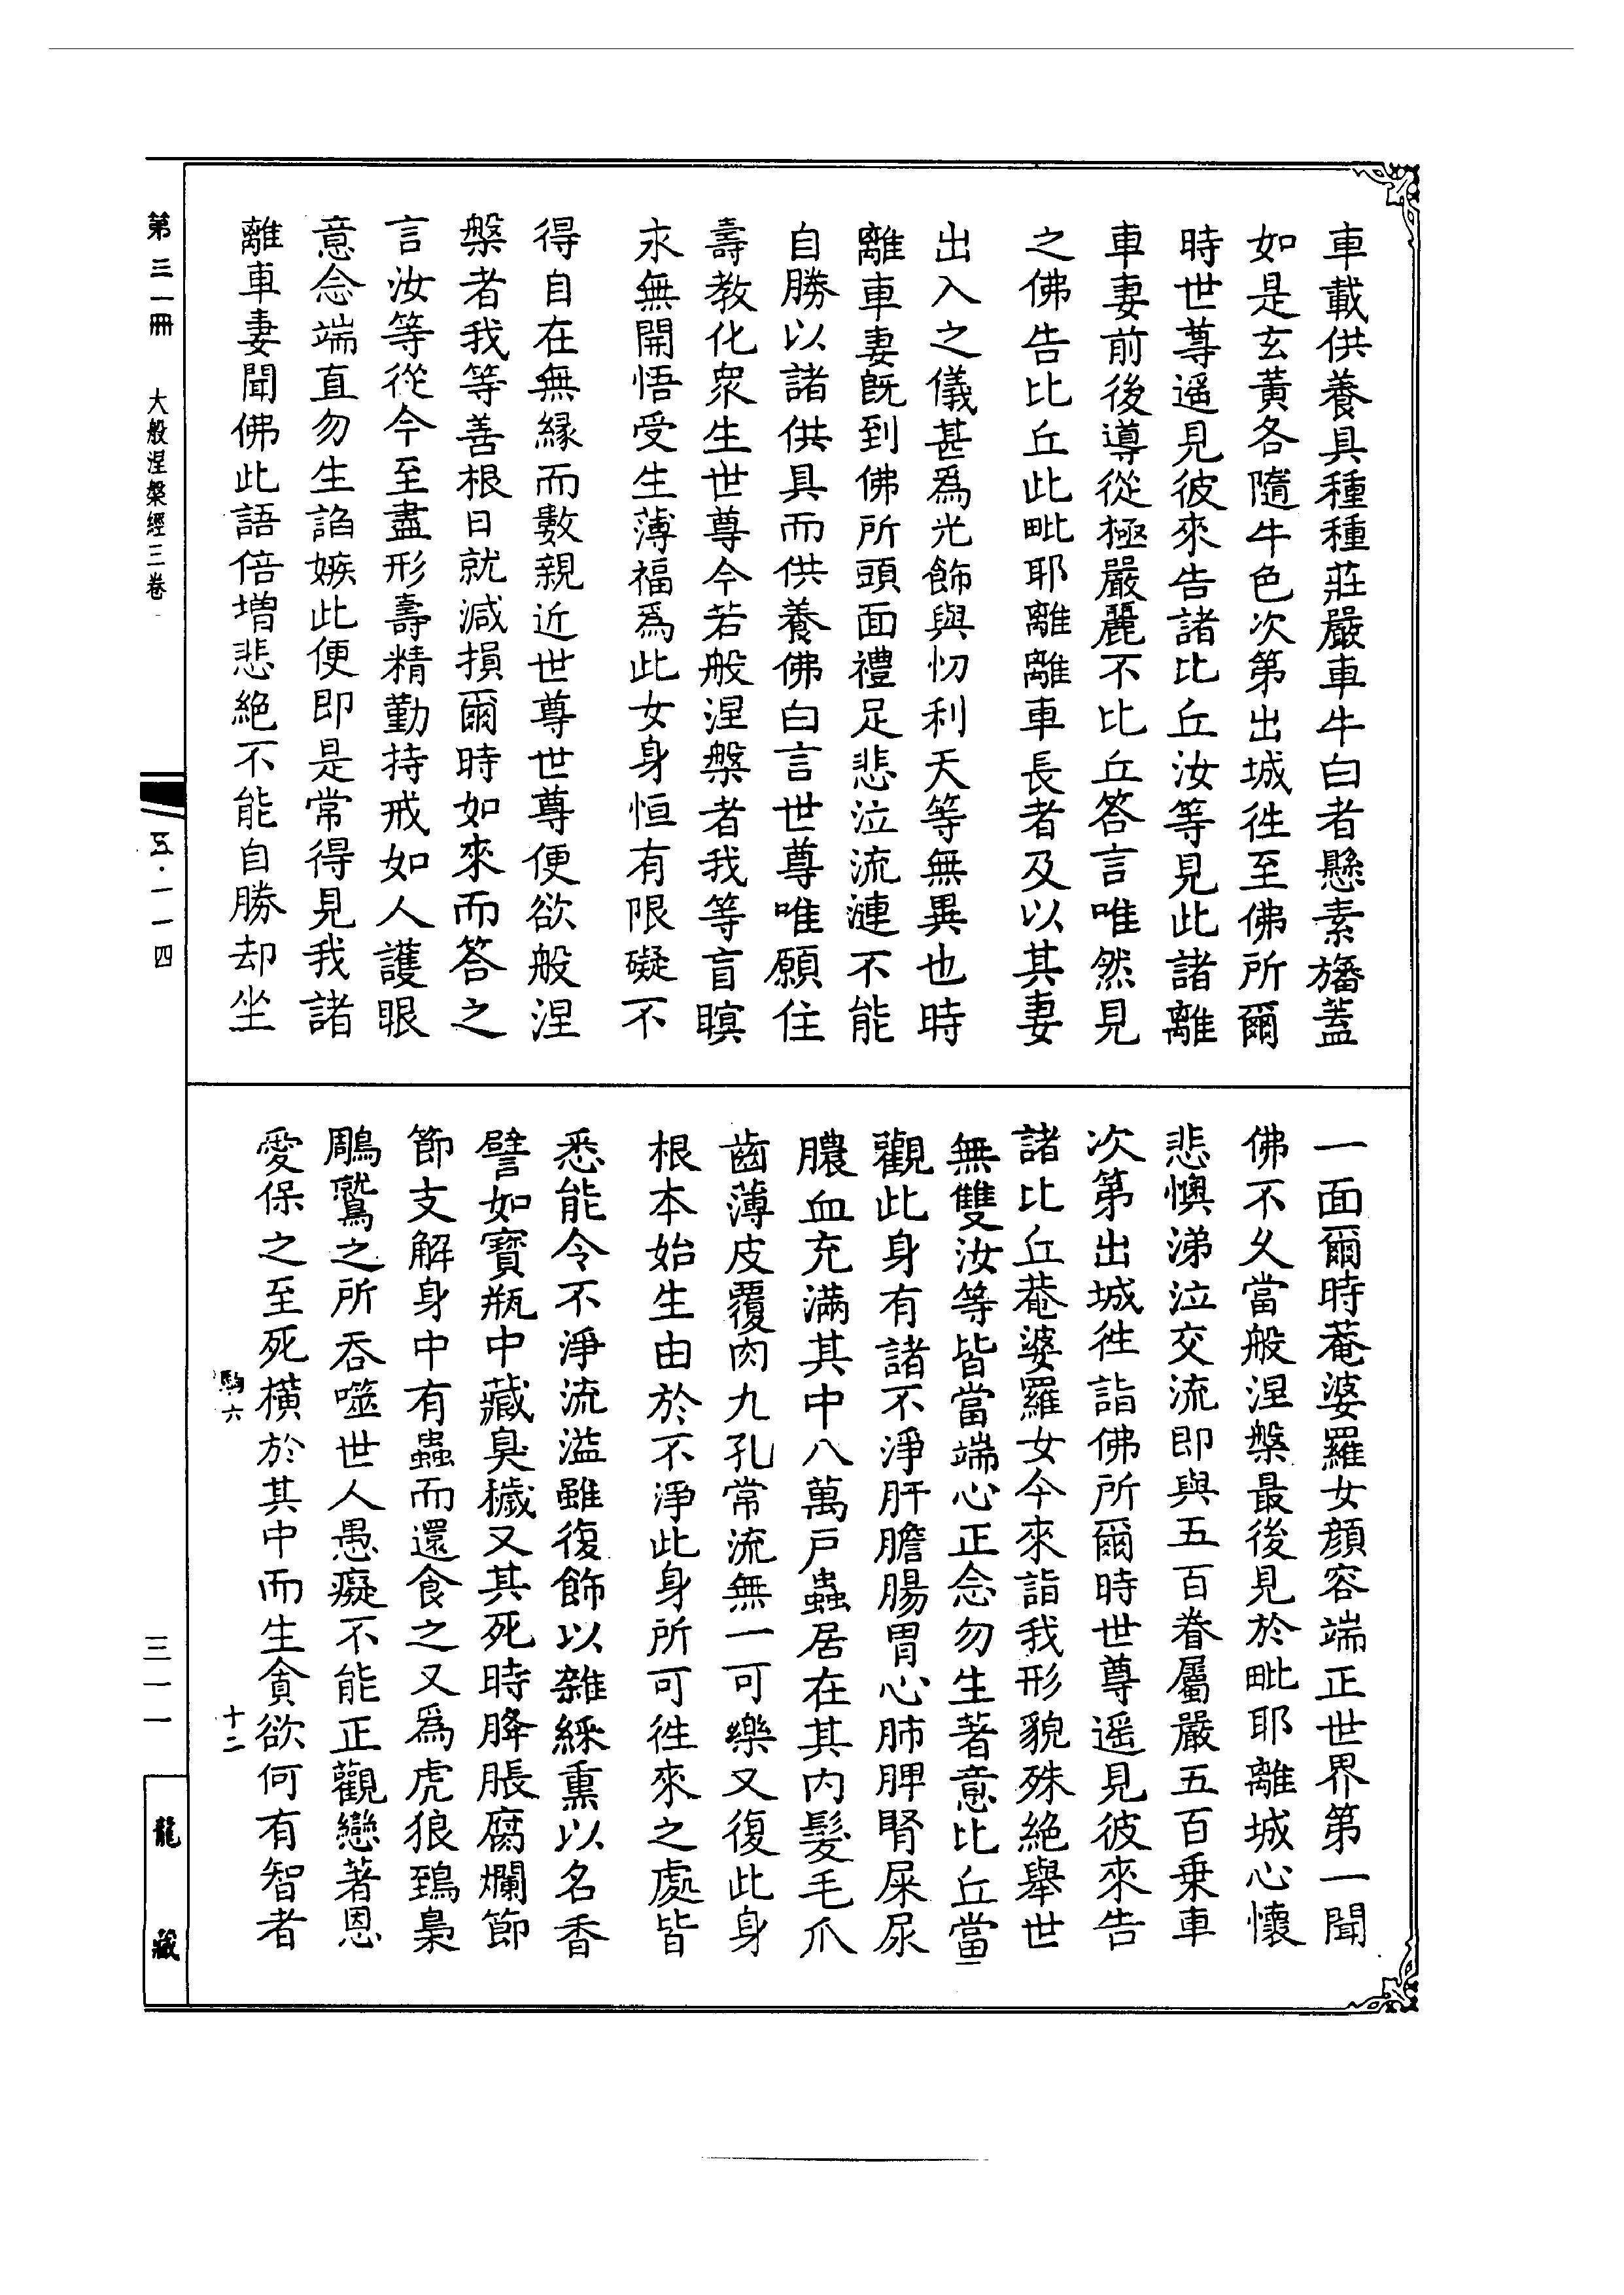 車載供養具種種莊嚴車牛白者懸素旛蓋
如是玄黃各隨牛色次第出城徃至佛所爾
時世尊遥見彼來告諸比丘汝等見此諸離
車妻前後導從極嚴麗不比丘答言唯然見
之佛告比丘此毗耶離離車長者及以其妻
出入之儀甚爲光飾與忉利天等無異也時
離車妻旣到佛所頭面禮足悲泣流漣不能
自勝以諸供具而供養佛白言世尊唯願住
壽教化衆生世尊今若般涅槃者我等盲瞑
永無開悟受生薄福爲此女身恒有限礙不
得自在無緣而數親近世尊世尊便欲般涅
槃者我等善根日就減損爾時如來而答之
言汝等從今至盡形壽精勤持戒如人護眼
意念端直勿生諂嫉此便即是常得見我諸
離車妻聞佛此語倍增悲絶不能自勝却坐
一面爾時菴婆羅女顏容端正世界第一聞
佛不久當般涅槃最後見於毗耶離城心懷
悲懊涕泣交流即與五百眷屬嚴五百乘車
次第出城徃詣佛所爾時世尊遥見彼來告
諸比丘菴婆羅女今來詣我形貌殊絶舉世
無雙汝等皆當端心正念勿生著意比丘當
觀此身有諸不淨肝膽腸胃心肺脾腎屎尿
膿血充滿其中八萬戶蟲居在其內髮毛爪
齒薄皮覆肉九孔常流無一可樂又復此身
根本始生由於不淨此身所可徃來之處皆
悉能令不淨流溢雖復飾以雜綵熏以名香
譬如寶瓶中藏臭穢又其死時膖脹腐爛節
節支解身中有蟲而還食之又爲虎狼鵄梟
鵰鷲之所吞噬世人愚癡不能正觀戀著恩
愛保之至死橫於其中而生貪欲何有智者
駒六
十二
第三一冊
大般涅槃經三卷
五·一一四
三一一
龍藏